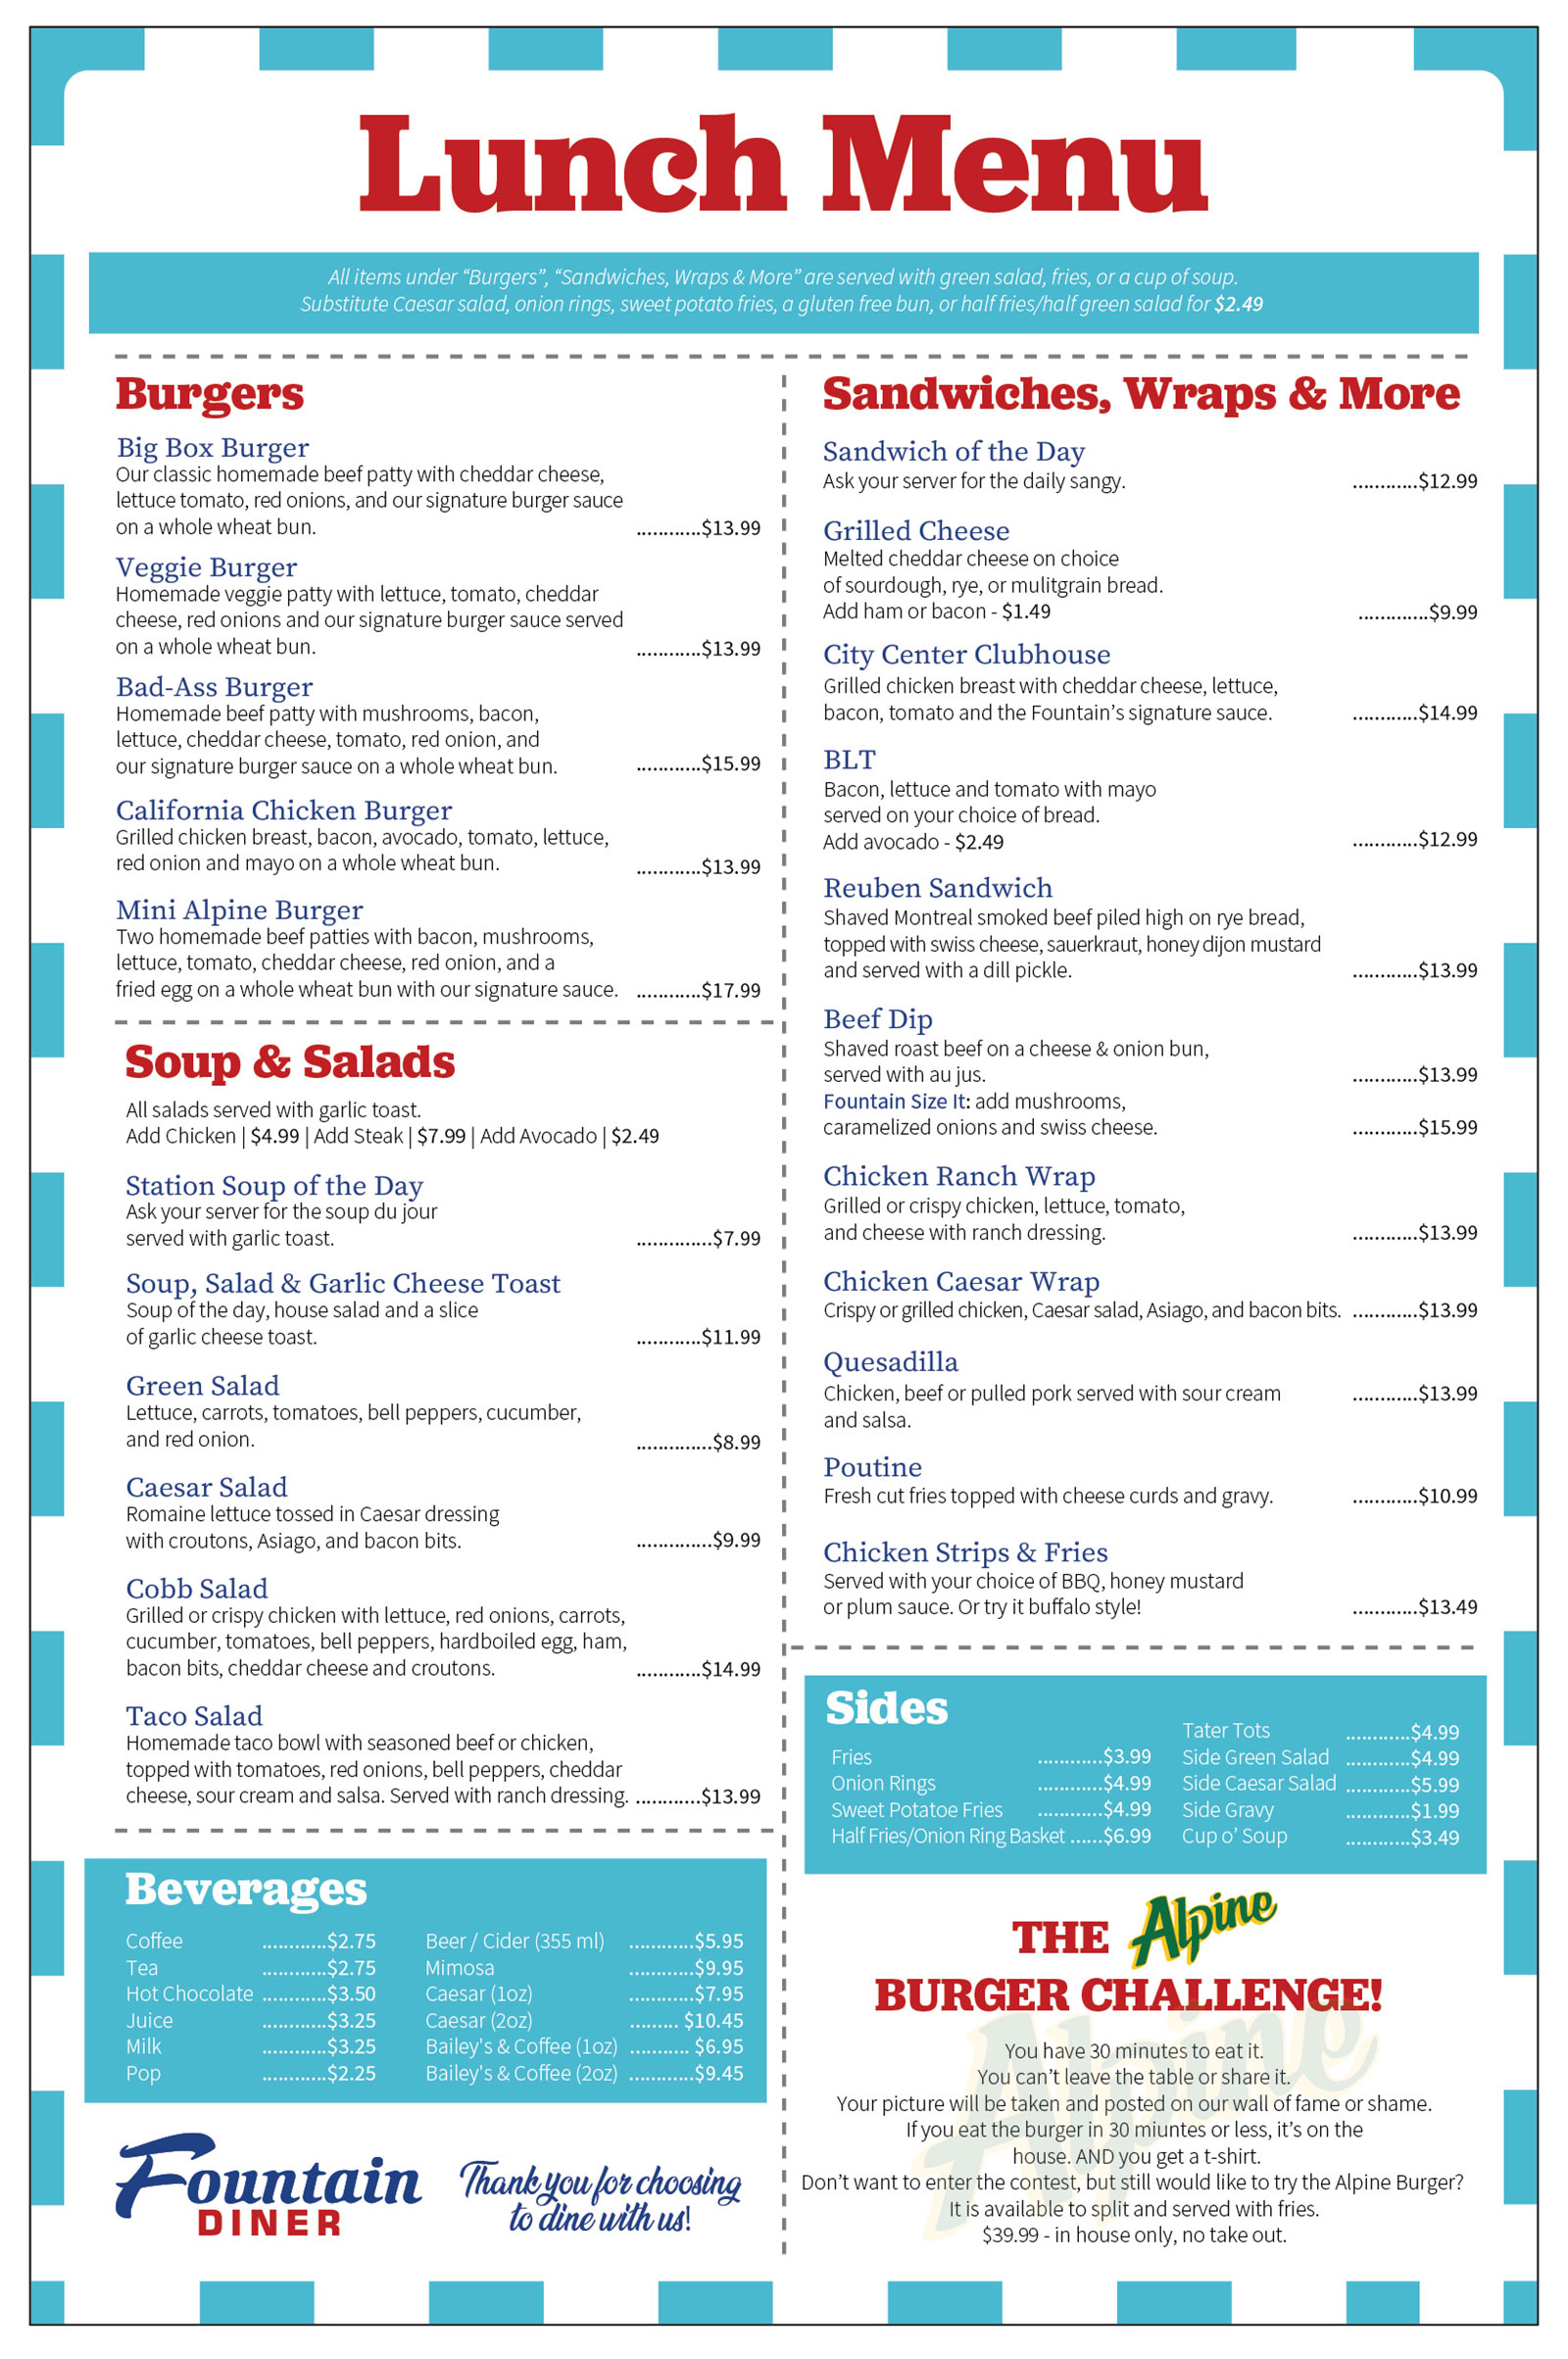 Lunch Menu
All items under “Burgers”, “Sandwiches, Wraps & More” are served with green salad, fries, or a cup of soup.
Substitute Caesar salad, onion rings, sweet potato fries, a gluten free bun, or half fries/half green salad for $2.49
Burgers
Big Box Burger
Our classic homemade beef patty with cheddar cheese,
lettuce tomato, red onions, and our signature burger sauce
on a whole wheat bun. ............$13.99
Veggie Burger
Homemade veggie patty with lettuce, tomato, cheddar
cheese, red onions and our signature burger sauce served
on a whole wheat bun. ............$13.99
Bad-Ass Burger
Homemade beef patty with mushrooms, bacon,
lettuce, cheddar cheese, tomato, red onion, and
our signature burger sauce on a whole wheat bun. ............$15.99
California Chicken Burger
Grilled chicken breast, bacon, avocado, tomato, lettuce,
red onion and mayo on a whole wheat bun. ............$13.99
Mini Alpine Burger
Two homemade beef patties with bacon, mushrooms,
lettuce, tomato, cheddar cheese, red onion, and a
fried egg on a whole wheat bun with our signature sauce. ............$17.99
Soup & Salads
All salads served with garlic toast.
Add Chicken | $4.99 | Add Steak | $7.99 | Add Avocado | $2.49
Station Soup of the Day
Ask your server for the soup du jour
served with garlic toast. ..............$7.99
Soup, Salad & Garlic Cheese Toast
Soup of the day, house salad and a slice
of garlic cheese toast. ............$11.99
Green Salad
Lettuce, carrots, tomatoes, bell peppers, cucumber,
and red onion. ..............$8.99
Caesar Salad
Romaine lettuce tossed in Caesar dressing
with croutons, Asiago, and bacon bits. ..............$9.99
Cobb Salad
Grilled or crispy chicken with lettuce, red onions, carrots,
cucumber, tomatoes, bell peppers, hardboiled egg, ham,
bacon bits, cheddar cheese and croutons. ............$14.99
Taco Salad
Homemade taco bowl with seasoned beef or chicken,
topped with tomatoes, red onions, bell peppers, cheddar
cheese, sour cream and salsa. Served with ranch dressing. ............$13.99
Beverages
Coffee ............$2.75
Tea ............$2.75
Hot Chocolate ............$3.50
Juice ............$3.25
Milk ............$3.25
Pop ............$2.25
Beer / Cider (355 ml) ............$5.95
Mimosa ............$9.95
Caesar (1oz) ............$7.95
Caesar (2oz) ......... $10.45
Bailey's & Coffee (1oz) ........... $6.95
Bailey's & Coffee (2oz) ............$9.45
Fountain
DINER
Thank you for choosing
to dine with us!
Sandwiches, Wraps & More
Sandwich of the Day
Ask your server for the daily sangy. ............$12.99
Grilled Cheese
Melted cheddar cheese on choice
of sourdough, rye, or mulitgrain bread.
Add ham or bacon - $1.49 .............$9.99
City Center Clubhouse
Grilled chicken breast with cheddar cheese, lettuce,
bacon, tomato and the Fountain’s signature sauce. ............$14.99
BLT
Bacon, lettuce and tomato with mayo
served on your choice of bread.
Add avocado - $2.49 ............$12.99
Reuben Sandwich
Shaved Montreal smoked beef piled high on rye bread,
topped with swiss cheese, sauerkraut, honey dijon mustard
and served with a dill pickle. ............$13.99
Beef Dip
Shaved roast beef on a cheese & onion bun,
served with au jus. ............$13.99
Fountain Size It: add mushrooms,
caramelized onions and swiss cheese. ............$15.99
Chicken Ranch Wrap
Grilled or crispy chicken, lettuce, tomato,
and cheese with ranch dressing. ............$13.99
Chicken Caesar Wrap
Crispy or grilled chicken, Caesar salad, Asiago, and bacon bits. ............$13.99
Quesadilla
Chicken, beef or pulled pork served with sour cream ............$13.99
and salsa.
Poutine
Fresh cut fries topped with cheese curds and gravy. ............$10.99
Chicken Strips & Fries
Served with your choice of BBQ, honey mustard
or plum sauce. Or try it buffalo style! ............$13.49
Sides
Fries ............$3.99
Onion Rings ............$4.99
Sweet Potatoe Fries ............$4.99
Half Fries/Onion Ring Basket ......$6.99
Tater Tots ............$4.99
Side Green Salad ............$4.99
Side Caesar Salad ............$5.99
Side Gravy ............$1.99
Cup o’ Soup ............$3.49
THE Alpine
BURGER CHALLENGE!
Alpine
You have 30 minutes to eat it.
You can’t leave the table or share it.
Your picture will be taken and posted on our wall of fame or shame.
If you eat the burger in 30 miuntes or less, it’s on the
house. AND you get a t-shirt.
Don’t want to enter the contest, but still would like to try the Alpine Burger?
It is available to split and served with fries.
$39.99 - in house only, no take out.